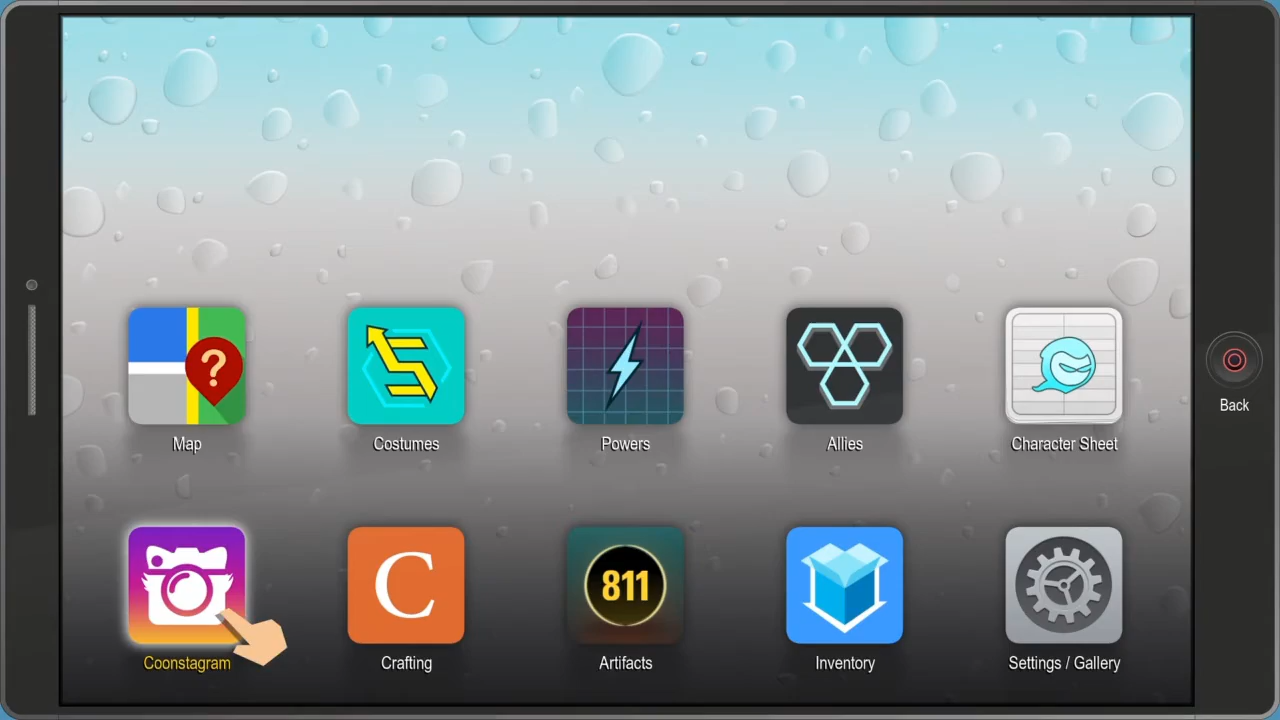 ?
Map
Costumes
Powers
Allies
Character Sheet
Back
Coonstagram
C
Crafting
811
Artifacts
Inventory
Settings / Gallery